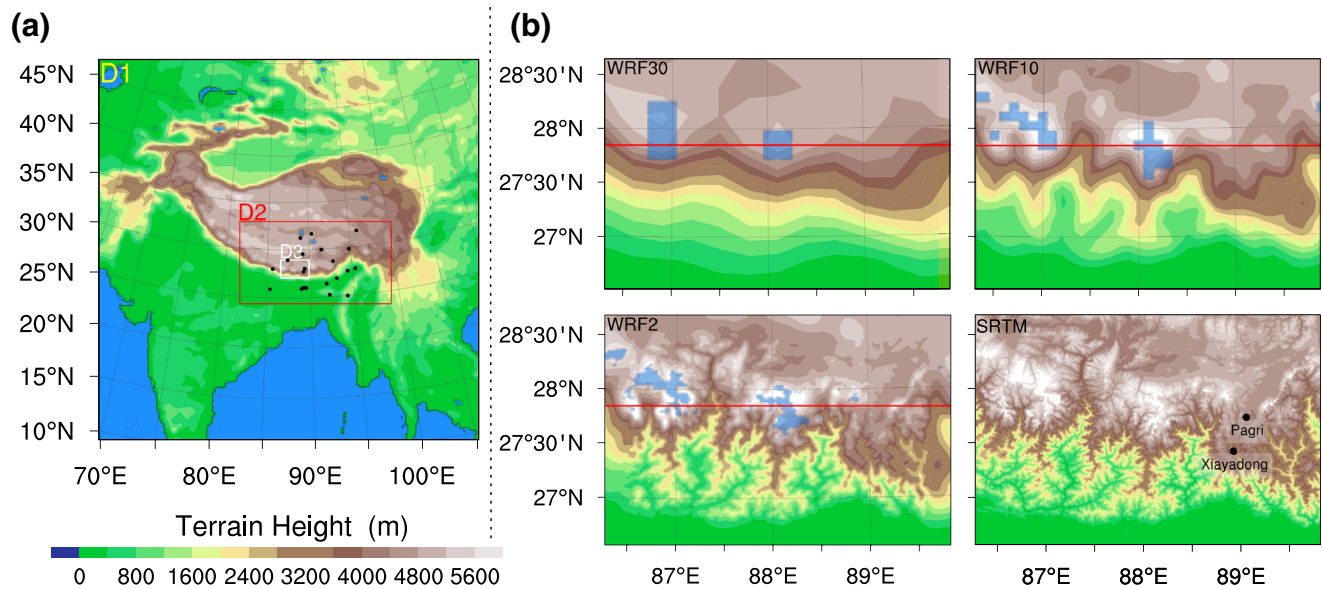 (a)
D1
45°N
40°N
35°N
30°N
25°N
20°N
15°N
10°N
D2
D3
70°E 80°E 90°E 100°E
Terrain Height (m)
0 800 1600 2400 3200 4000 4800 5600
(b)
WRF30
28°30'N
28°N
27°30'N
27°N
WRF10
WRF2
28°30'N
28°N
27°30'N
27°N
87°E 88°E 89°E
SRTM
Pagri
Xiayadong
87°E 88°E 89°E